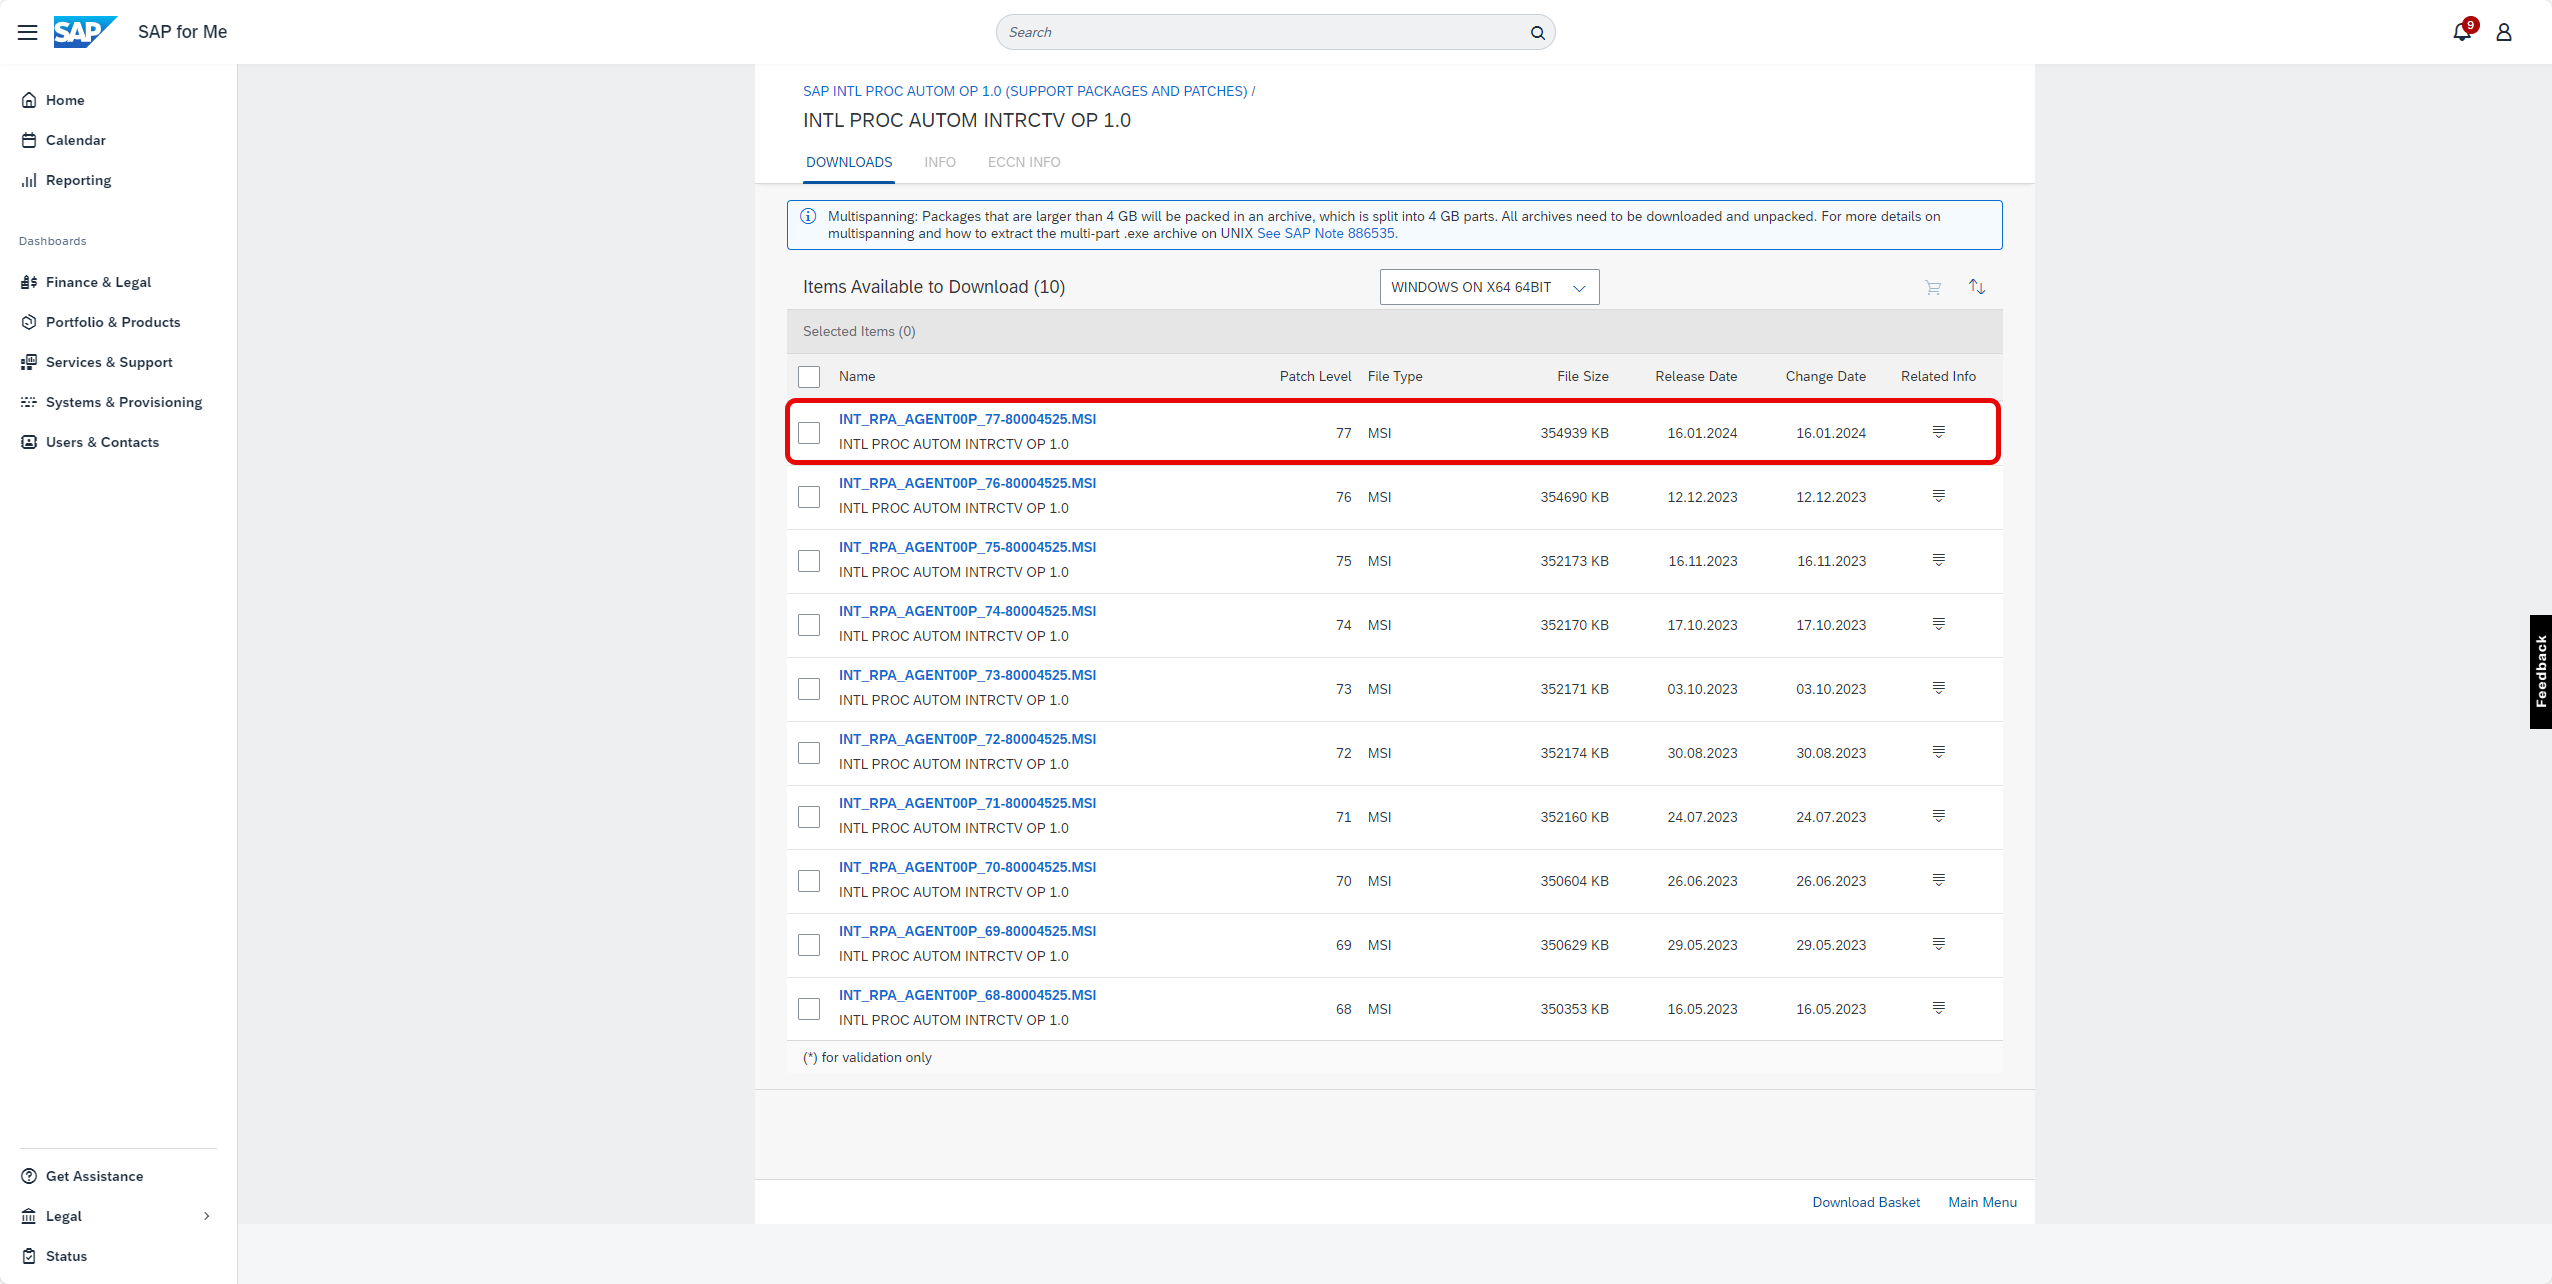 SAP
SAP for Me
Search
9
Home
Calendar
Reporting
Dashboards
Finance & Legal
Portfolio & Products
Services & Support
Systems & Provisioning
Users & Contacts
Get Assistance
Legal
Status
SAP INTL PROC AUTOM OP 1.0 (SUPPORT PACKAGES AND PATCHES) /
INTL PROC AUTOM INTRCTV OP 1.0
DOWNLOADS INFO ECCN INFO
Multispanning: Packages that are larger than 4 GB will be packed in an archive, which is split into 4 GB parts. All archives need to be downloaded and unpacked. For more details on
multispanning and how to extract the multi-part .exe archive on UNIX See SAP Note 886535.
Items Available to Download (10) WINDOWS ON X64 64BIT
Selected Items (0)
Name Patch Level File Type File Size Release Date Change Date Related Info
INT_RPA_AGENT00P_77-80004525.MSI
INTL PROC AUTOM INTRCTV OP 1.0
77 MSI 354939 KB 16.01.2024 16.01.2024
INT_RPA_AGENT00P_76-80004525.MSI
INTL PROC AUTOM INTRCTV OP 1.0
76 MSI 354690 KB 12.12.2023 12.12.2023
INT_RPA_AGENT00P_75-80004525.MSI
INTL PROC AUTOM INTRCTV OP 1.0
75 MSI 352173 KB 16.11.2023 16.11.2023
INT_RPA_AGENT00P_74-80004525.MSI
INTL PROC AUTOM INTRCTV OP 1.0
74 MSI 352170 KB 17.10.2023 17.10.2023
INT_RPA_AGENT00P_73-80004525.MSI
INTL PROC AUTOM INTRCTV OP 1.0
73 MSI 352171 KB 03.10.2023 03.10.2023
INT_RPA_AGENT00P_72-80004525.MSI
INTL PROC AUTOM INTRCTV OP 1.0
72 MSI 352174 KB 30.08.2023 30.08.2023
INT_RPA_AGENT00P_71-80004525.MSI
INTL PROC AUTOM INTRCTV OP 1.0
71 MSI 352160 KB 24.07.2023 24.07.2023
INT_RPA_AGENT00P_70-80004525.MSI
INTL PROC AUTOM INTRCTV OP 1.0
70 MSI 350604 KB 26.06.2023 26.06.2023
INT_RPA_AGENT00P_69-80004525.MSI
INTL PROC AUTOM INTRCTV OP 1.0
69 MSI 350629 KB 29.05.2023 29.05.2023
INT_RPA_AGENT00P_68-80004525.MSI
INTL PROC AUTOM INTRCTV OP 1.0
68 MSI 350353 KB 16.05.2023 16.05.2023
(*) for validation only
Download Basket Main Menu
Feedback